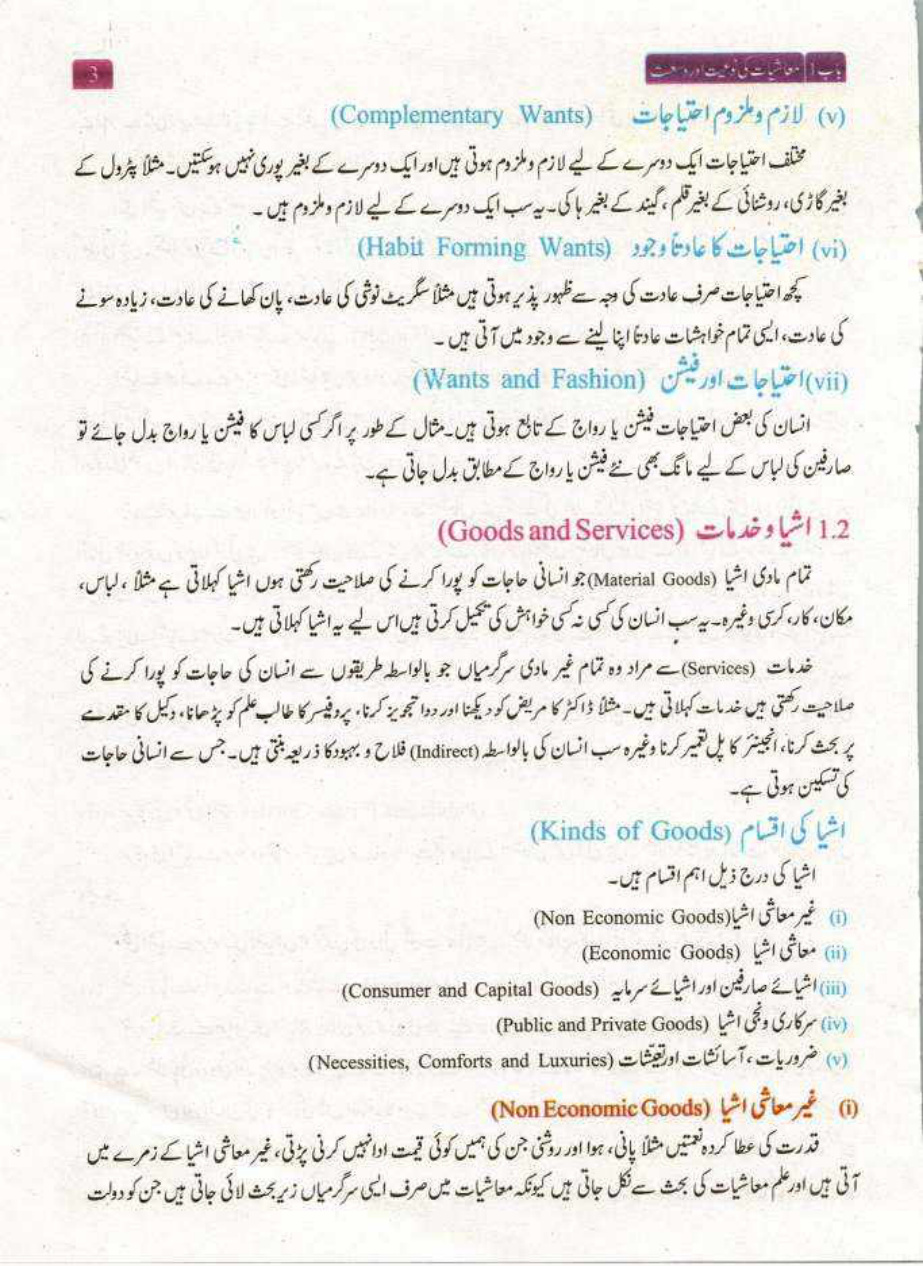 باب 1 معاشیات کی نوعیت اور وسعت
3
(v) لازم و ملزوم احتیاجات (Complementary Wants)
مختلف احتیاجات ایک دوسرے کے لیے لازم و ملزوم ہوتی ہیں اور ایک دوسرے کے بغیر پوری نہیں ہوسکتیں۔ مثلاً پٹرول کے
بغیر گاڑی، روشنائی کے بغیر قلم، گیند کے بغیر ہاکی۔ یہ سب ایک دوسرے کے لیے لازم و ملزوم ہیں۔
(vi) احتیاجات کا عادتاً وجود (Habit Forming Wants)
کچھ احتیاجات صرف عادت کی وجہ سے ظہور پذیر ہوتی ہیں مثلاً سگریٹ نوشی کی عادت، پان کھانے کی عادت، زیادہ سونے
کی عادت، ایسی تمام خواہشات عادتاً اپنا لینے سے وجود میں آتی ہیں۔
(vii) احتیاجات اور فیشن (Wants and Fashion)
انسان کی بعض احتیاجات فیشن یا رواج کے تابع ہوتی ہیں۔ مثال کے طور پر اگر کسی لباس کا فیشن یا رواج بدل جائے تو
صارفین کی لباس کے لیے مانگ بھی نئے فیشن یا رواج کے مطابق بدل جاتی ہے۔
1.2 اشیا و خدمات (Goods and Services)
تمام مادی اشیا (Material Goods) جو انسانی حاجات کو پورا کرنے کی صلاحیت رکھتی ہوں اشیا کہلاتی ہے مثلاً ، لباس،
مکان، کار، کرسی وغیرہ۔ یہ سب انسان کی کسی نہ کسی خواہش کی تکمیل کرتی ہیں اس لیے یہ اشیا کہلاتی ہیں۔
خدمات (Services) سے مراد وہ تمام غیر مادی سرگرمیاں جو بالواسطہ طریقوں سے انسان کی حاجات کو پورا کرنے کی
صلاحیت رکھتی ہیں خدمات کہلاتی ہیں۔ مثلاً ڈاکٹر کا مریض کو دیکھنا اور دوا تجویز کرنا، پروفیسر کا طالب علم کو پڑھانا، وکیل کا مقدمے
پر بحث کرنا، انجینئر کا پل تعمیر کرنا وغیرہ سب انسان کی بالواسطہ (Indirect) فلاح و بہبود کا ذریعہ بنتی ہیں۔ جس سے انسانی حاجات
کی تسکین ہوتی ہے۔
اشیا کی اقسام (Kinds of Goods)
اشیا کی درج ذیل اہم اقسام ہیں۔
(i) غیر معاشی اشیا (Non Economic Goods)
(ii) معاشی اشیا (Economic Goods)
(iii) اشیائے صارفین اور اشیائے سرمایہ (Consumer and Capital Goods)
(iv) سرکاری و نجی اشیا (Public and Private Goods)
(v) ضروریات، آسائشات اور تعیّشات (Necessities, Comforts and Luxuries)
(i) غیر معاشی اشیا (Non Economic Goods)
قدرت کی عطا کردہ نعمتیں مثلاً پانی، ہوا اور روشنی جن کی ہمیں کوئی قیمت ادا نہیں کرنی پڑتی، غیر معاشی اشیا کے زمرے میں
آتی ہیں اور علم معاشیات کی بحث سے نکل جاتی ہیں کیونکہ معاشیات میں صرف ایسی سرگرمیاں زیر بحث لائی جاتی ہیں جن کو دولت